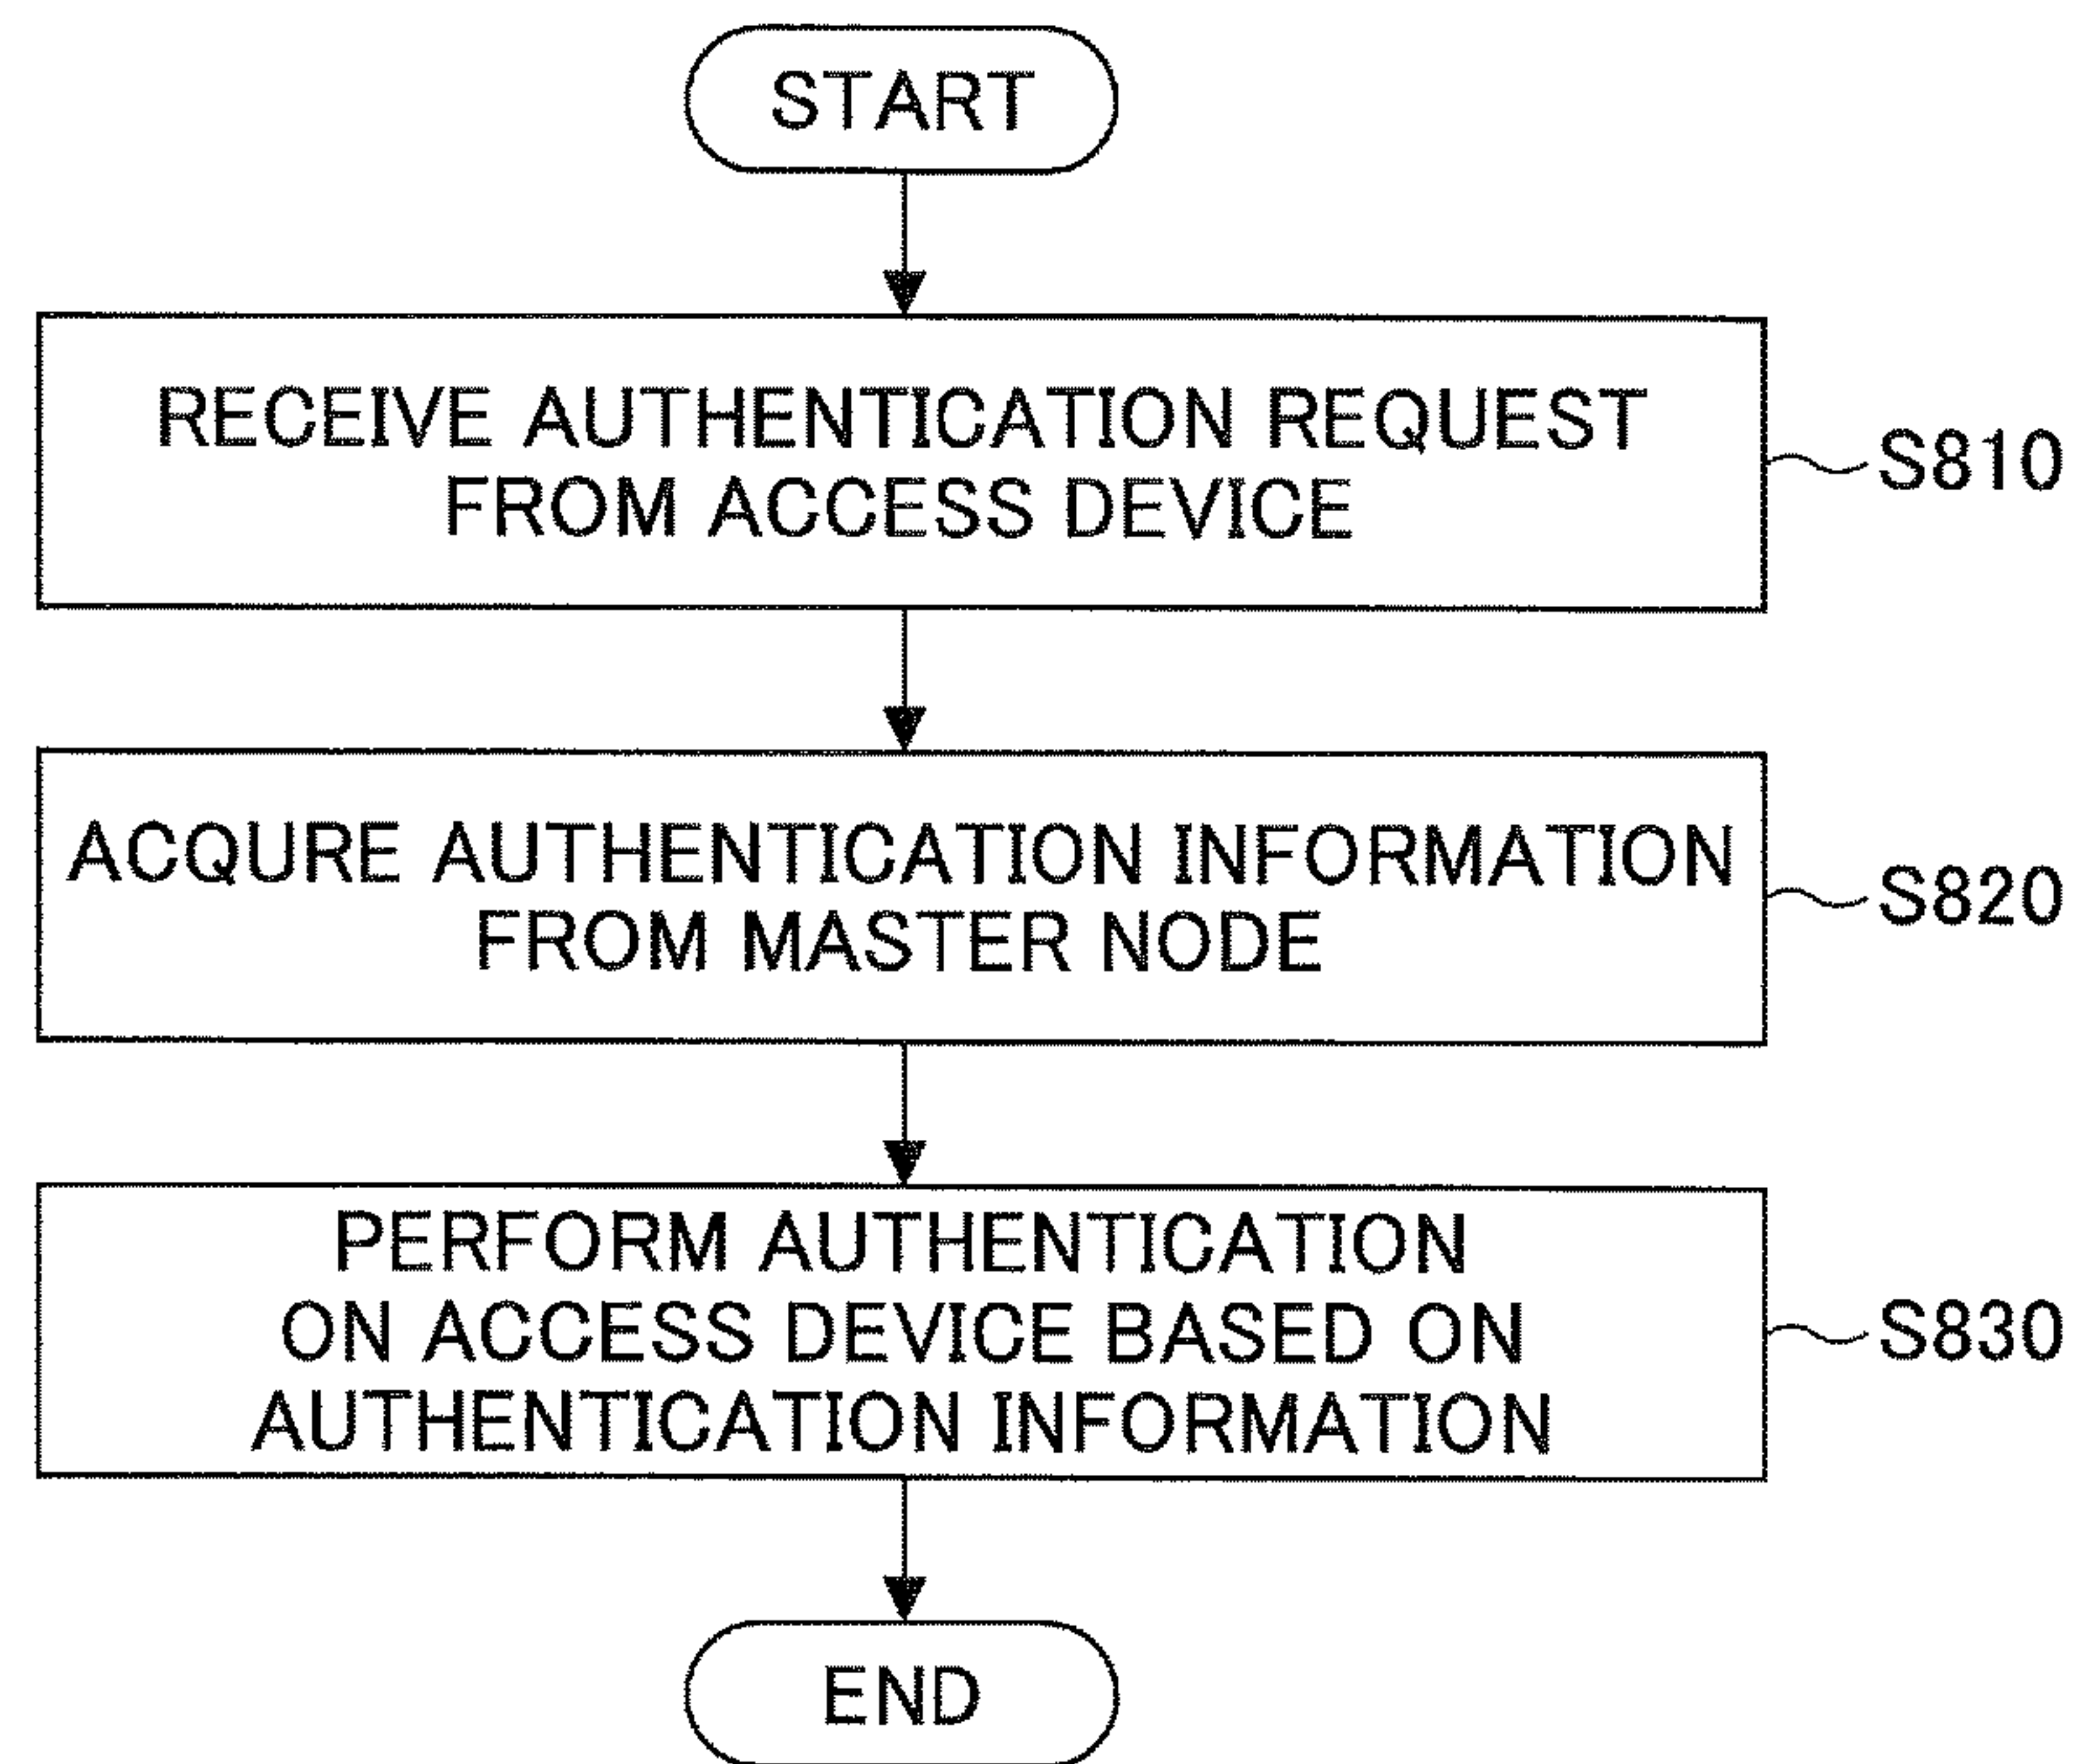 START
RECEIVE AUTHENTICATION REQUEST
FROM ACCESS DEVICE
S810
ACQURE AUTHENTICATION INFORMATION
FROM MASTER NODE
S820
PERFORM AUTHENTICATION
ON ACCESS DEVICE BASED ON
AUTHENTICATION INFORMATION
S830
END